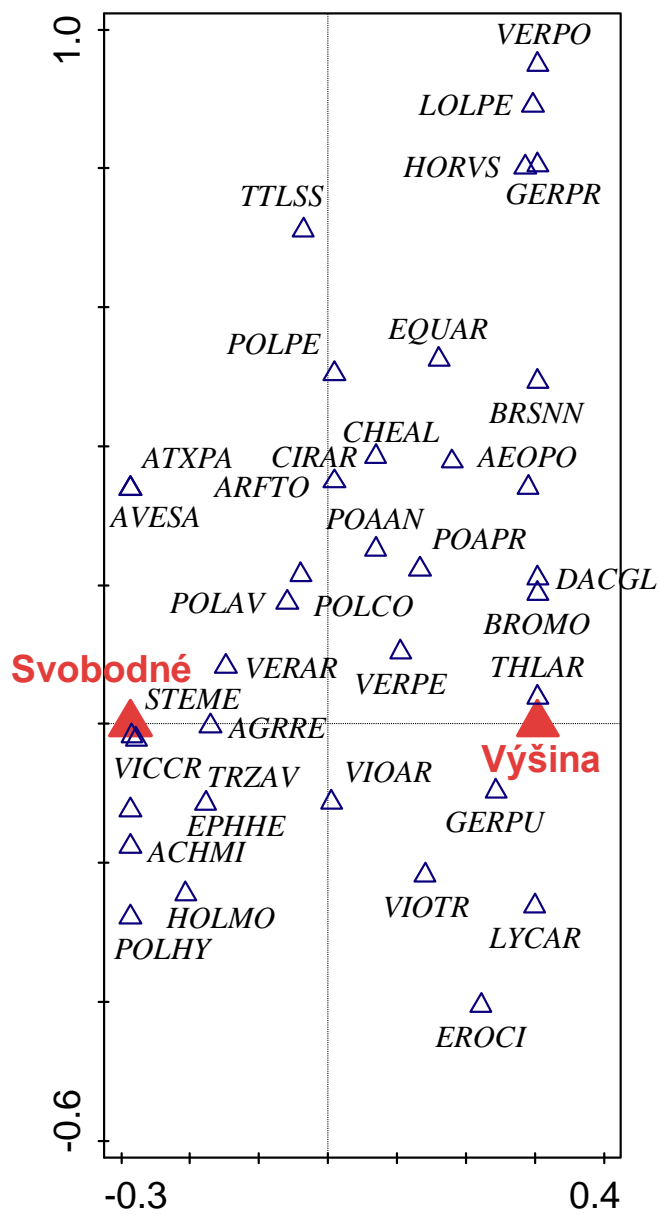 1.0
VERPO
LOLPE
HORVS
GERPR
TTLSS
EQUAR
POLPE
BRSNN
CHEAL
ATXPA
CIRAR
AEOPO
ARFTO
AVESA
POAAN
POAPR
DACGL
POLAV
POLCO
BROMO
Svobodné
VERAR
VERPE
THLAR
STEME
AGRRE
Výšina
VICCR
TRZAV
VIOAR
EPHHE
GERPU
ACHMI
HOLMO
VIOTR
LYCAR
POLHY
EROCI
-0.6
-0.3
0.4